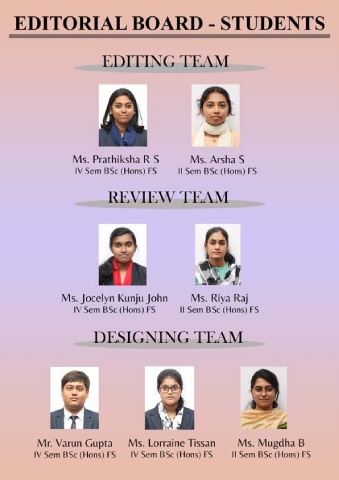 EDITORIAL BOARD - STUDENTS
EDITING TEAM
Ms. Prathiksha R S
IV Sem BSc (Hons) FS
Ms. Arsha S
II Sem BSc (Hons) FS
REVIEW TEAM
Ms. Jocelyn Kunju John
IV Sem BSc (Hons) FS
Ms. Riya Raj
II Sem BSc (Hons) FS
DESIGNING TEAM
Mr. Varun Gupta
IV Sem BSc (Hons) FS
Ms. Lorraine Tissan
IV Sem BSc (Hons) FS
Ms. Mugdha B
II Sem BSc (Hons) FS